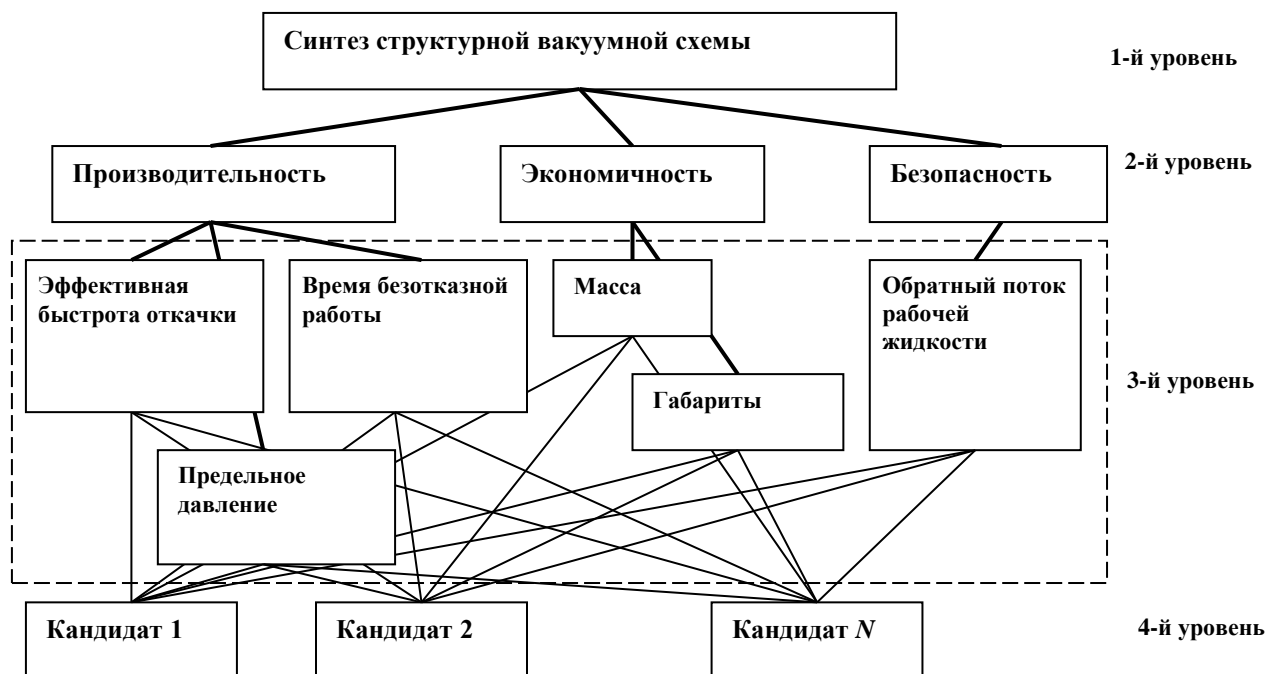 Синтез структурной вакуумной схемы
1-й уровень
Производительность
Экономичность
Безопасность
2-й уровень
Эффективная
быстрота откачки
Время безотказной
работы
Масса
Обратный поток
рабочей
жидкости
3-й уровень
Габариты
Предельное
давление
Кандидат 1
Кандидат 2
Кандидат N
4-й уровень